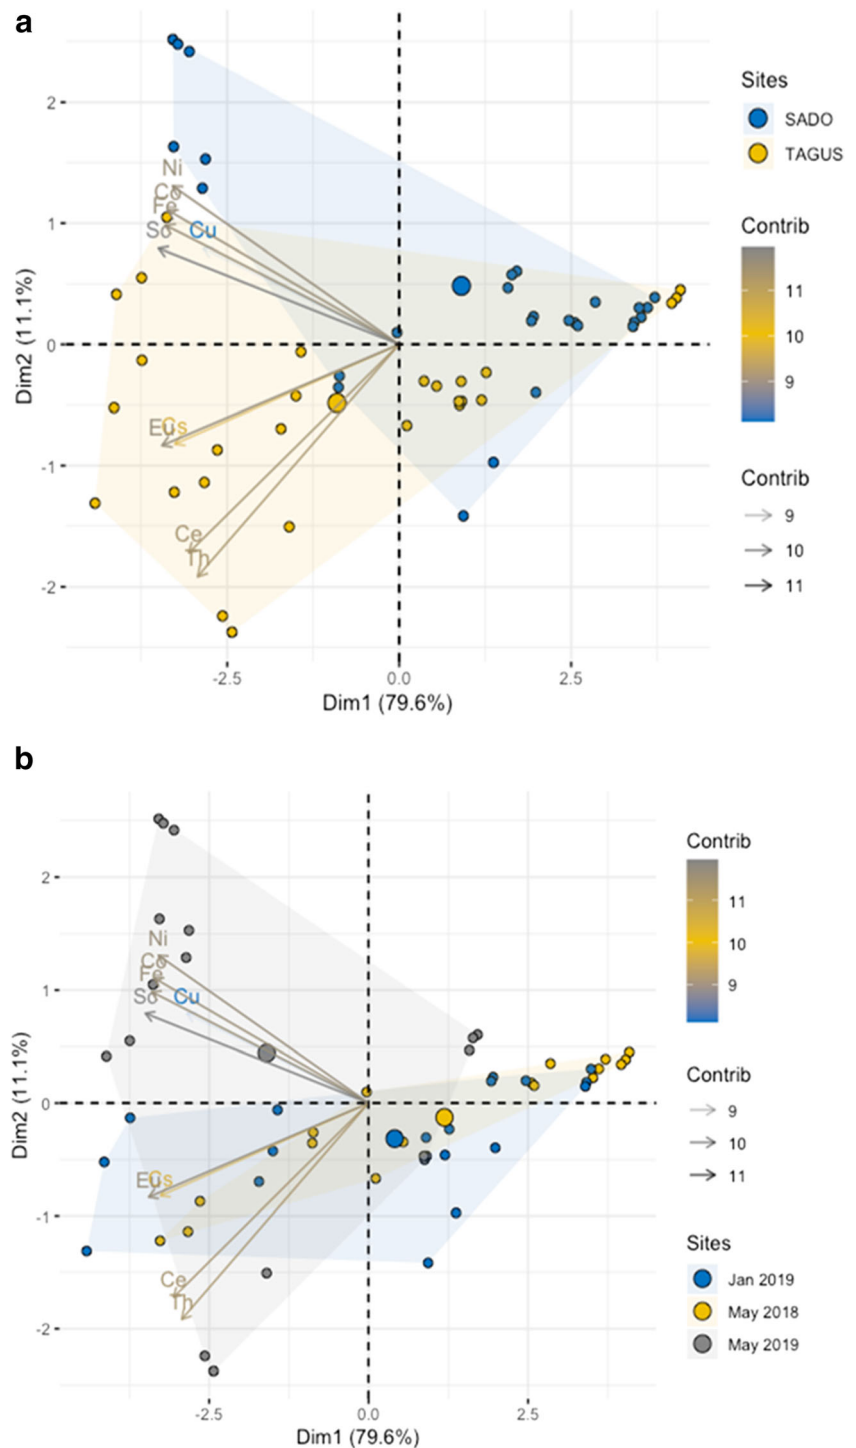 a
Sites
SADO
TAGUS
Contrib
11
10
9
Contrib
9
10
11
Ni
Co
Fe
Sc
Cu
Eu
Cs
Ce
Th
2
1
0
-1
-2
Dim2 (11.1%)
-2.5
0.0
2.5
Dim1 (79.6%)
b
Contrib
11
10
9
Contrib
9
10
11
Sites
Jan 2019
May 2018
May 2019
Ni
Co
Fe
Sc
Cu
Eu
Cs
Ce
Th
2
1
0
-1
-2
Dim2 (11.1%)
-2.5
0.0
2.5
Dim1 (79.6%)